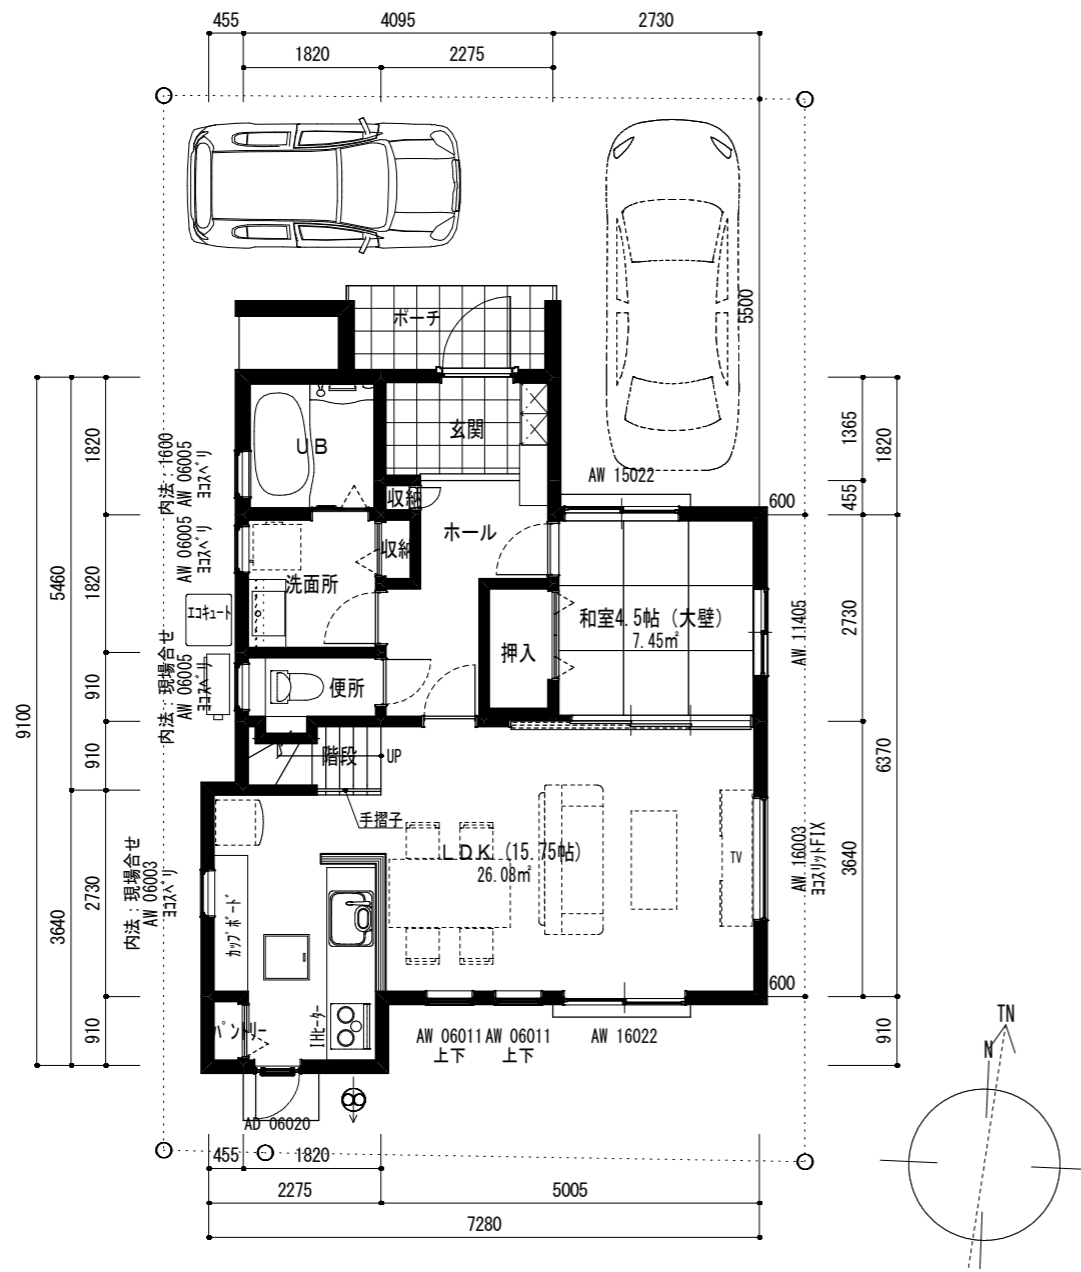 455
4095
2730
1820
2275
5500
ポーチ
玄関
UB
収納
ホール
収納
洗面所
エコキュート
便所
押入
和室4.5帖（大壁）
7.45㎡
AW 15022
600
1365
455
1820
2730
AW 11405
6370
3640
910
600
AW 16003
ヨコスリットFIX
内法：1600
AW 06005
ヨコスベリ
AW 06005
ヨコスベリ
内法：現場合せ
AW 06005
ヨコスベリ
内法：現場合せ
AW 06003
ヨコスベリ
1820
1820
910
910
2730
910
5460
3640
9100
階段
UP
手摺子
LDK (15.75帖)
26.08㎡
TV
カップボード
パントリー
IHヒーター
AW 06011
上下
AW 06011
上下
AW 16022
AD 06020
455
1820
2275
5005
7280
TN
N